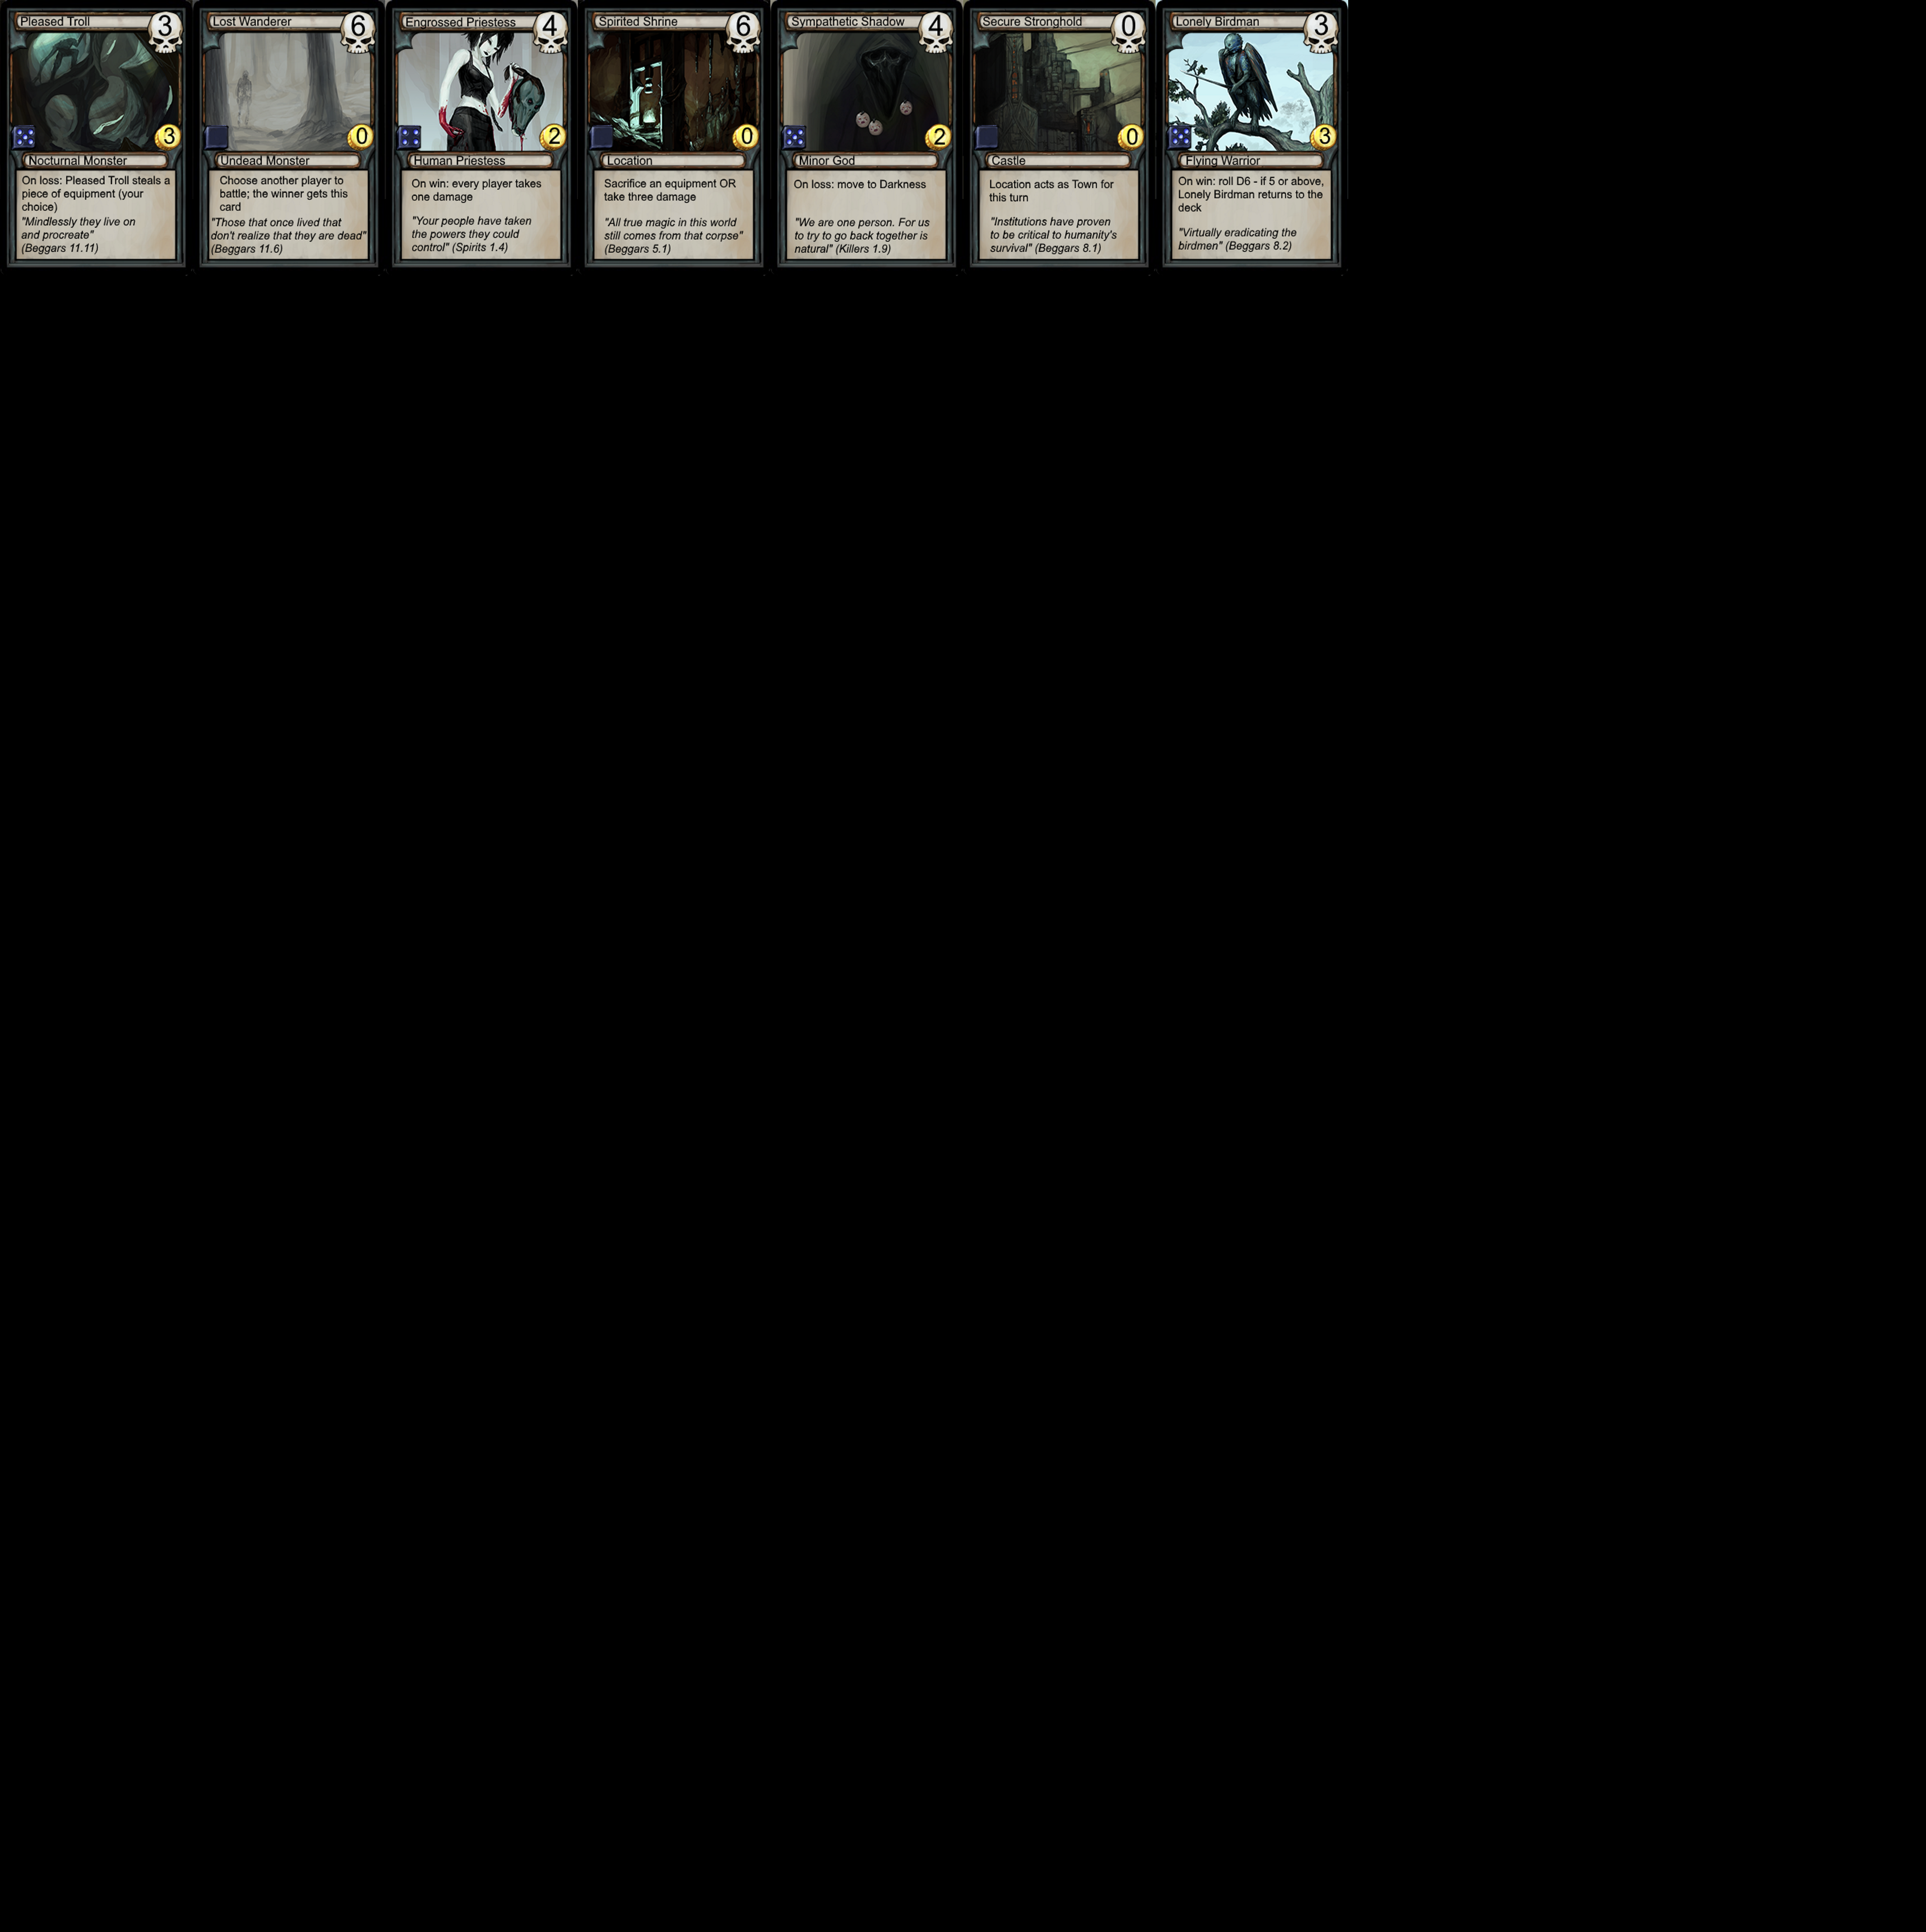 Pleased Troll
3
3
Nocturnal Monster
On loss: Pleased Troll steals a
piece of equipment (your
choice)
"Mindlessly they live on
and procreate"
(Beggars 11.11)
Lost Wanderer
6
0
Undead Monster
Choose another player to
battle; the winner gets this
card
"Those that once lived that
don't realize that they are dead"
(Beggars 11.6)
Engrossed Priestess
4
2
Human Priestess
On win: every player takes
one damage
"Your people have taken
the powers they could
control" (Spirits 1.4)
Spirited Shrine
6
0
Location
Sacrifice an equipment OR
take three damage
"All true magic in this world
still comes from that corpse"
(Beggars 5.1)
Sympathetic Shadow
4
2
Minor God
On loss: move to Darkness
"We are one person. For us
to try to go back together is
natural" (Killers 1.9)
Secure Stronghold
0
0
Castle
Location acts as Town for
this turn
"Institutions have proven
to be critical to humanity's
survival" (Beggars 8.1)
Lonely Birdman
3
3
Flying Warrior
On win: roll D6 - if 5 or above,
Lonely Birdman returns to the
deck
"Virtually eradicating the
birdmen" (Beggars 8.2)